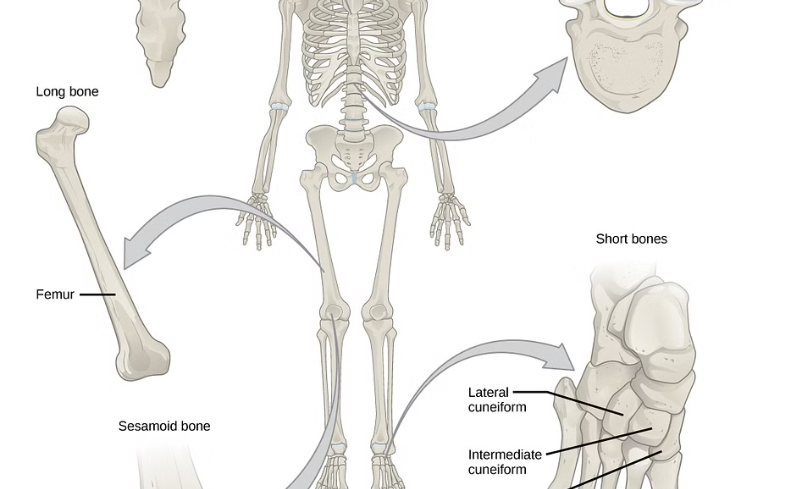 Long bone
Femur
Sesamoid bone
Short bones
Lateral
cuneiform
Intermediate
cuneiform